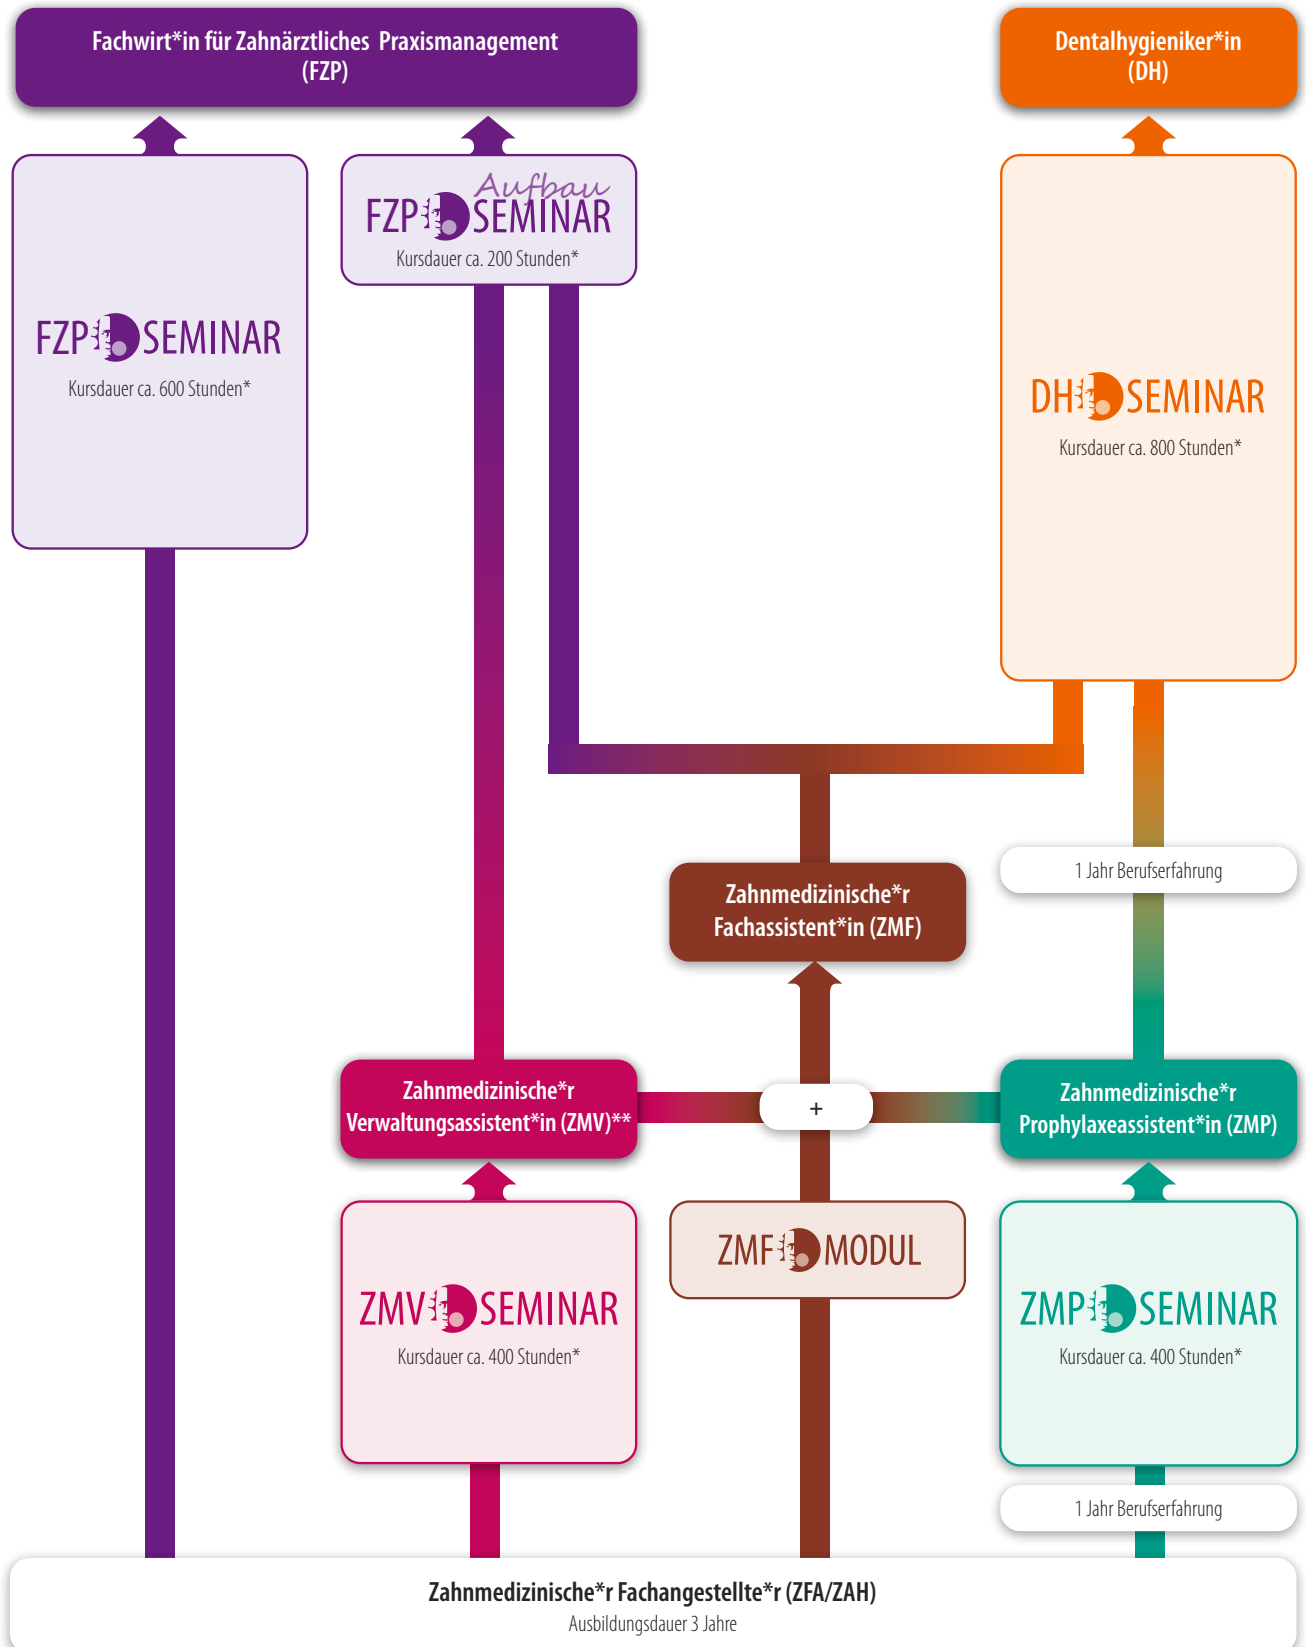 Fachwirt*in für Zahnärztliches Praxismanagement
(FZP)
Dentalhygieniker*in
(DH)
Aufbau
FZP SEMINAR
Kursdauer ca. 200 Stunden*
FZP SEMINAR
Kursdauer ca. 600 Stunden*
DH SEMINAR
Kursdauer ca. 800 Stunden*
1 Jahr Berufserfahrung
Zahnmedizinische*r
Fachassistent*in (ZMF)
Zahnmedizinische*r
Verwaltungsassistent*in (ZMV)**
+
Zahnmedizinische*r
Prophylaxeassistent*in (ZMP)
ZMF MODUL
ZMV SEMINAR
Kursdauer ca. 400 Stunden*
ZMP SEMINAR
Kursdauer ca. 400 Stunden*
1 Jahr Berufserfahrung
Zahnmedizinische*r Fachangestellte*r (ZFA/ZAH)
Ausbildungsdauer 3 Jahre